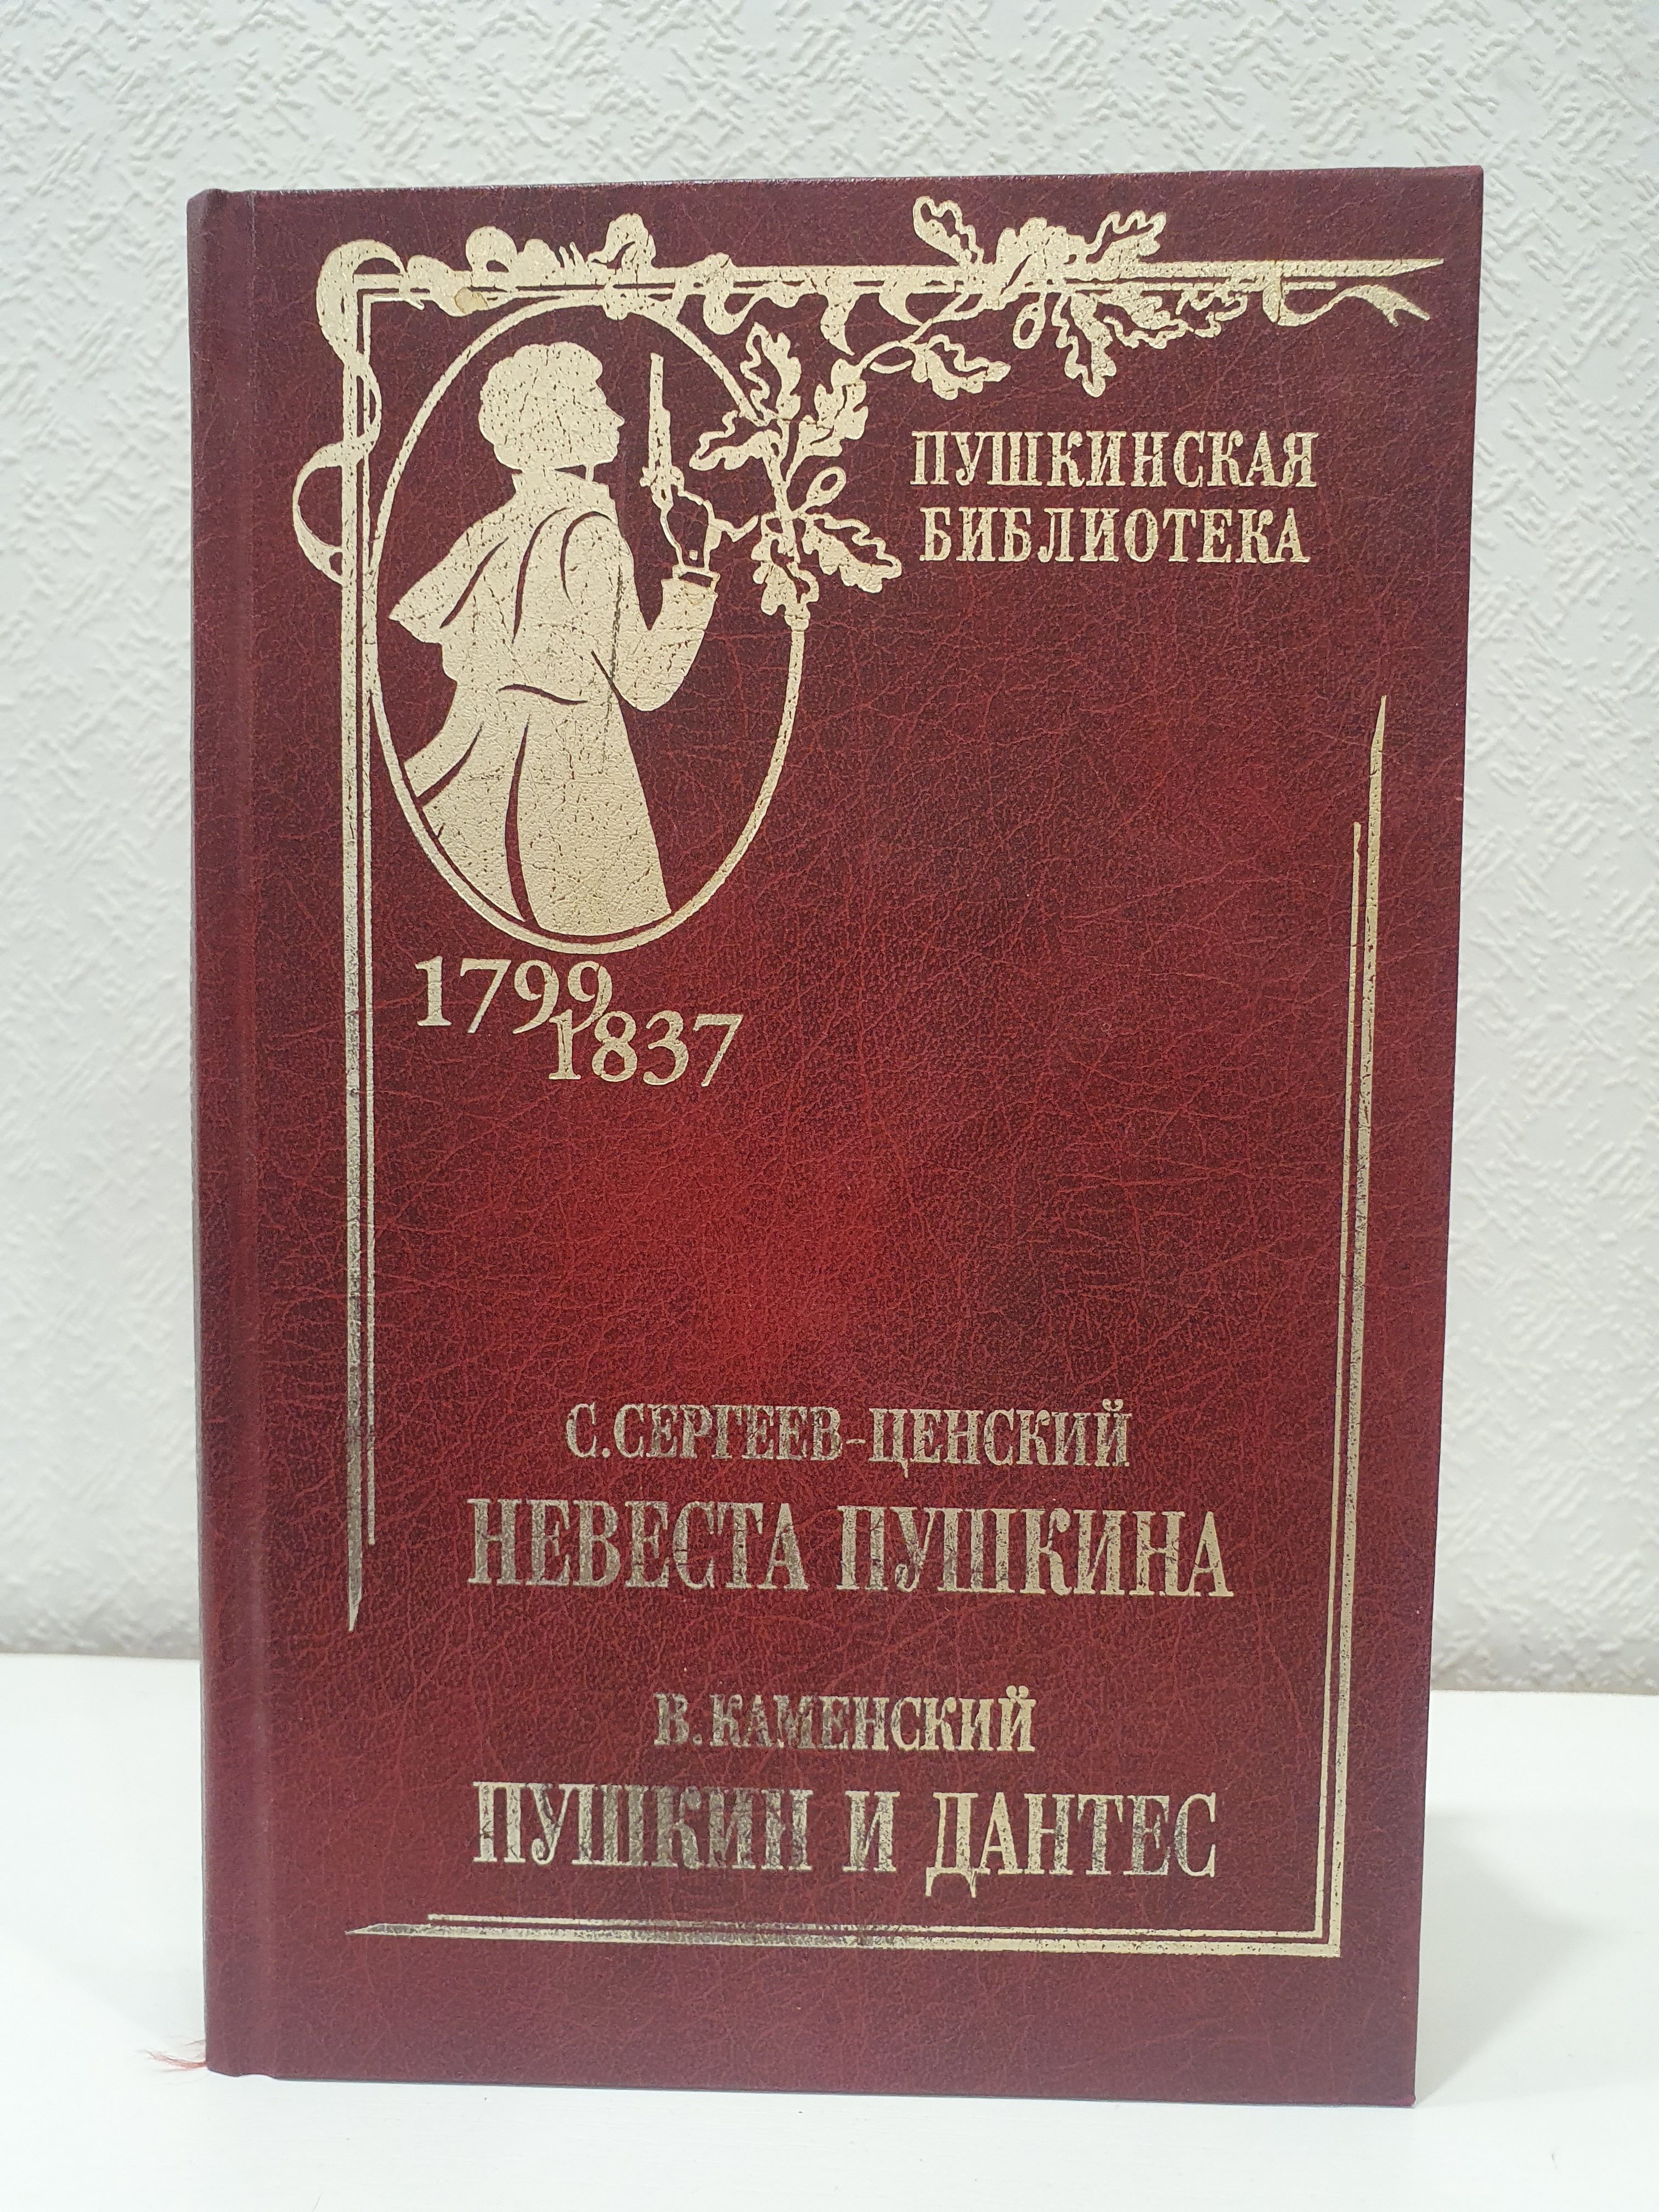 ПУШКИНСКАЯ
БИБЛИОТЕКА
1799
1837
С.СЕРГЕЕВ-ЦЕНСКИЙ
НЕВЕСТА ПУШКИНА
В.КАМЕНСКИЙ
ПУШКИН И ДАНТЕС